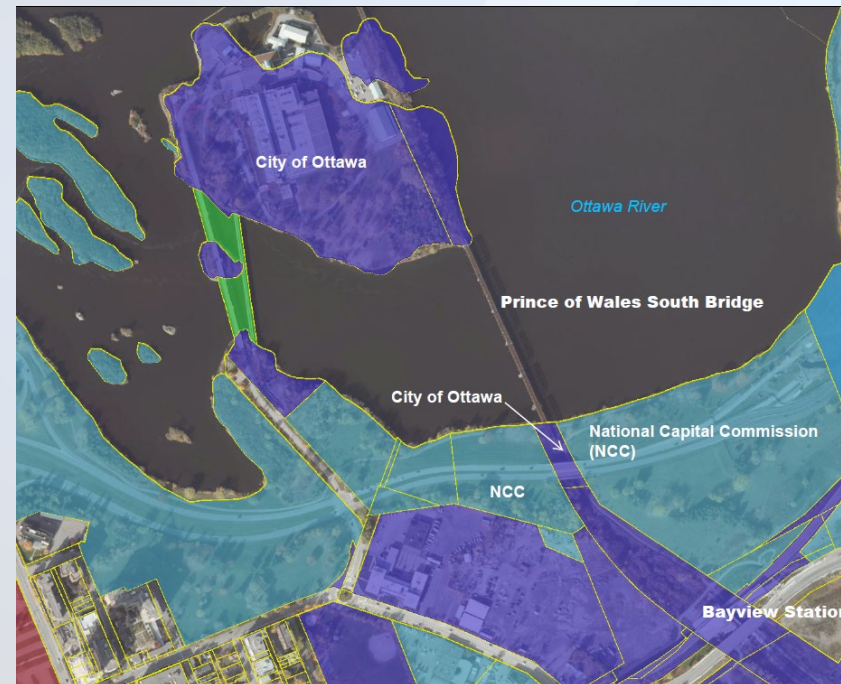 City of Ottawa
Ottawa River
Prince of Wales South Bridge
City of Ottawa
National Capital Commission
(NCC)
NCC
Bayview Station